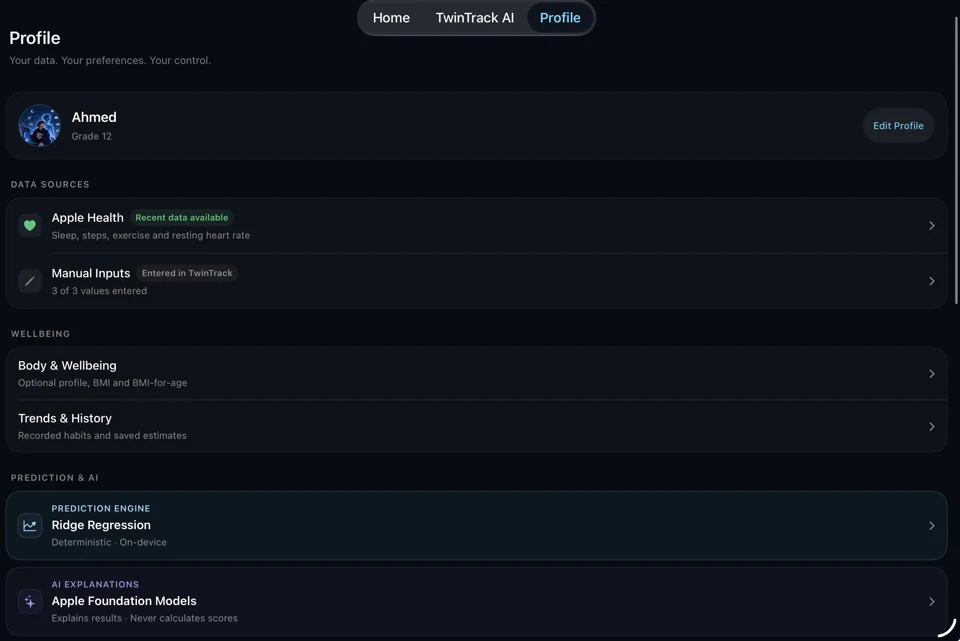 Home
TwinTrack AI
Profile
Profile
Your data. Your preferences. Your control.
Ahmed
Grade 12
Edit Profile
DATA SOURCES
Apple Health
Recent data available
Sleep, steps, exercise and resting heart rate
Manual Inputs
Entered in TwinTrack
3 of 3 values entered
WELLBEING
Body & Wellbeing
Optional profile, BMI and BMI-for-age
Trends & History
Recorded habits and saved estimates
PREDICTION & AI
PREDICTION ENGINE
Ridge Regression
Deterministic · On-device
AI EXPLANATIONS
Apple Foundation Models
Explains results · Never calculates scores